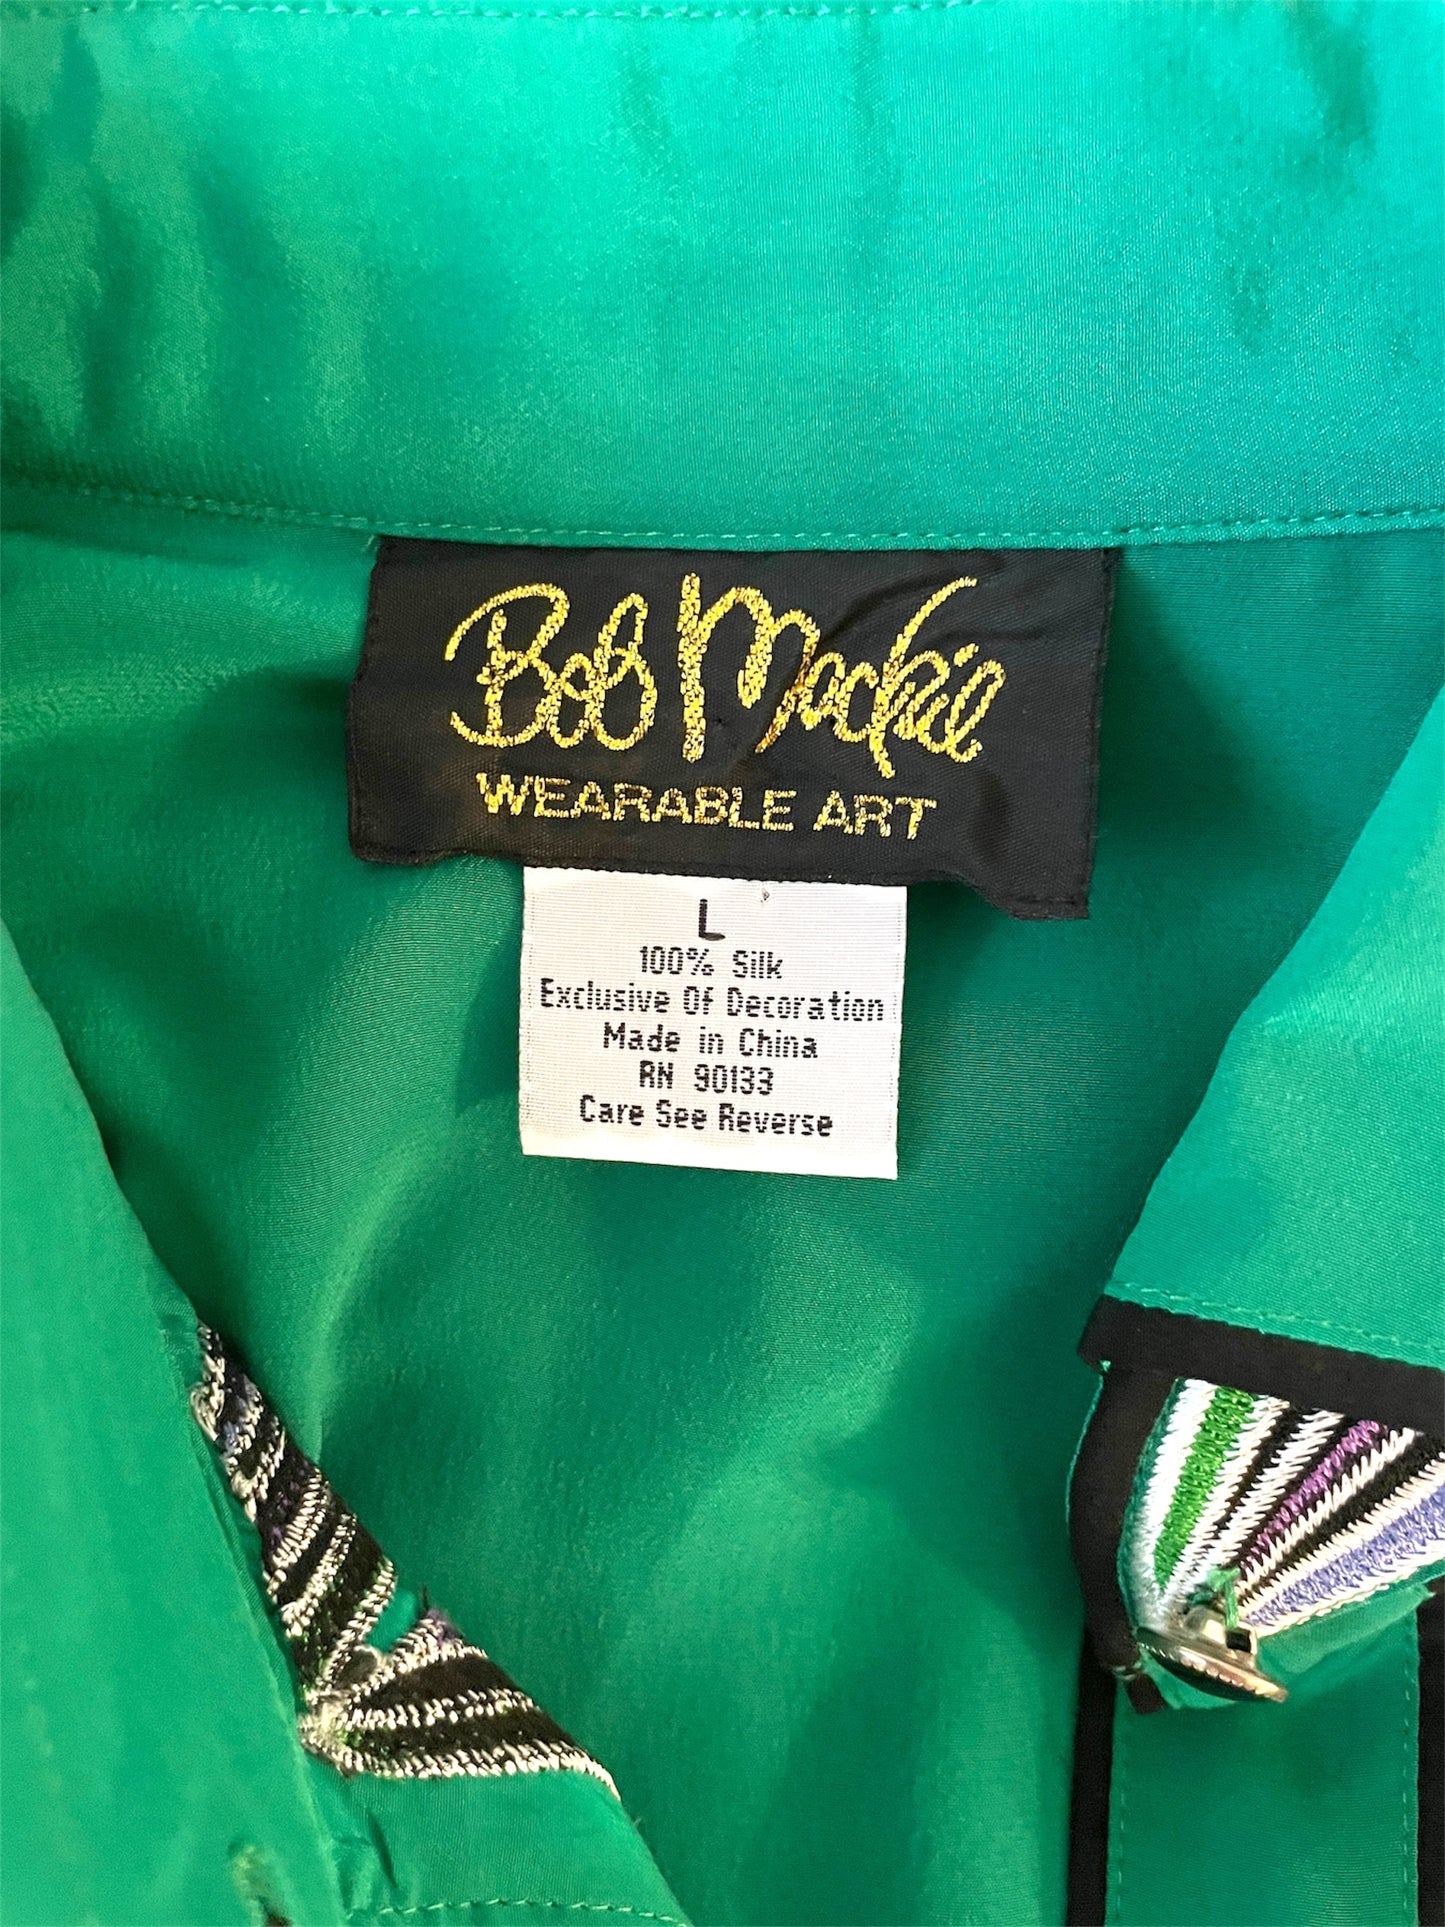 Bob Mackie
WEARABLE ART
L
100% Silk
Exclusive Of Decoration
Made in China
RN 90133
Care See Reverse